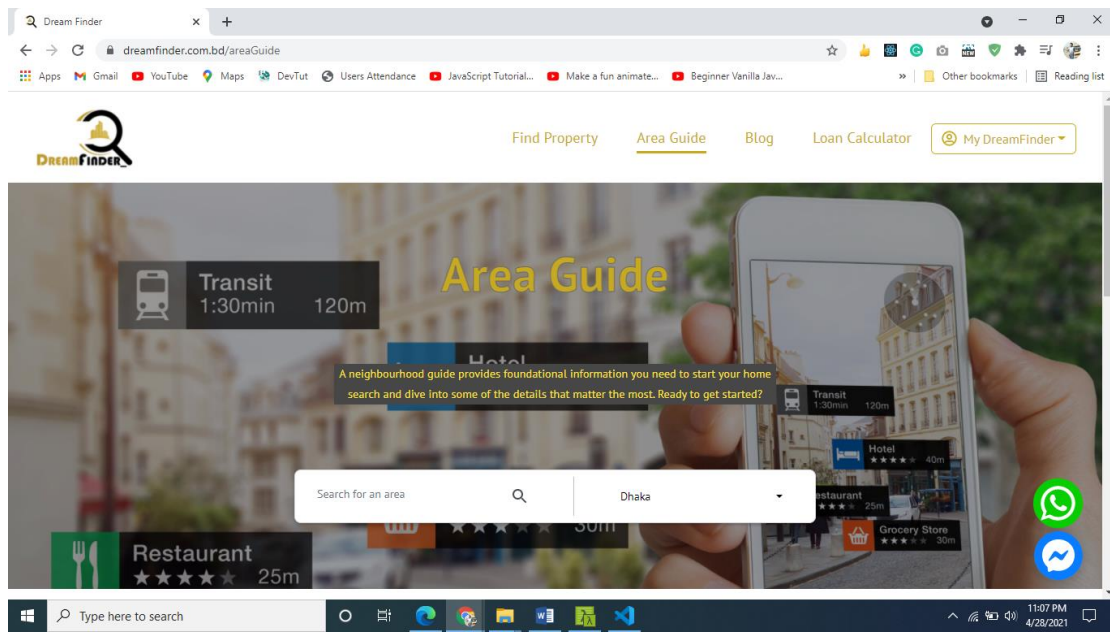 Dream Finder
dreamfinder.com.bd/areaGuide
Apps Gmail YouTube Maps DevTut Users Attendance JavaScript Tutorial... Make a fun animate... Beginner Vanilla Jav... » Other bookmarks Reading list
DREAMFINDER
Find Property Area Guide Blog Loan Calculator My DreamFinder
Area Guide
Transit
1:30min 120m
Hotel
A neighbourhood guide provides foundational information you need to start your home
search and dive into some of the details that matter the most. Ready to get started?
Transit
1:30min 120m
Hotel
40m
Search for an area Dhaka
estaurant
25m
30m
Grocery Store
30m
Restaurant
25m
Type here to search
11:07 PM
4/28/2021